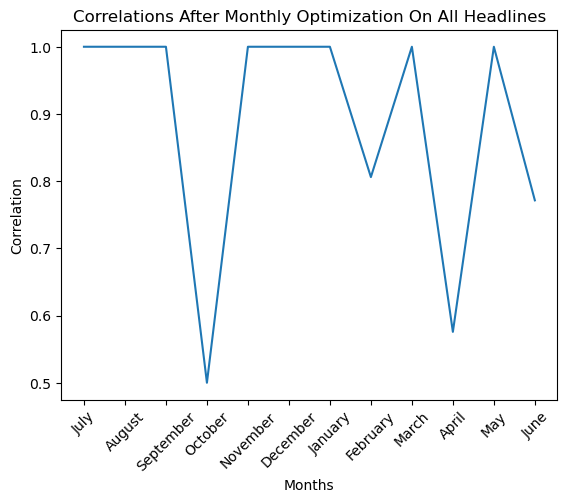 Correlations After Monthly Optimization On All Headlines
1.0
0.9
0.8
0.7
0.6
0.5
Correlation
July
August
September
October
November
December
January
February
March
April
May
June
Months